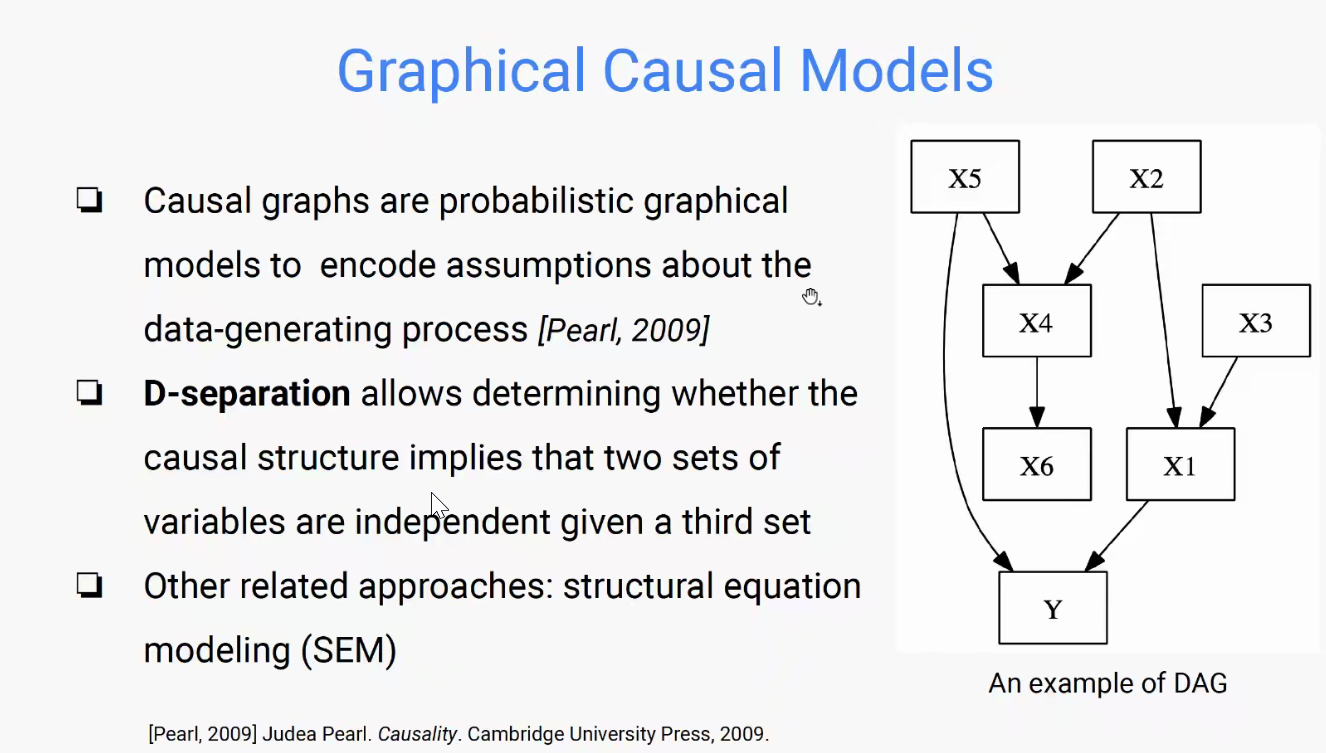 Graphical Causal Models
Causal graphs are probabilistic graphical
models to encode assumptions about the
data-generating process [Pearl, 2009]
D-separation allows determining whether the
causal structure implies that two sets of
variables are independent given a third set
Other related approaches: structural equation
modeling (SEM)
[Pearl, 2009] Judea Pearl. Causality. Cambridge University Press, 2009.
X5
X2
X4
X3
X6
X1
Y
An example of DAG